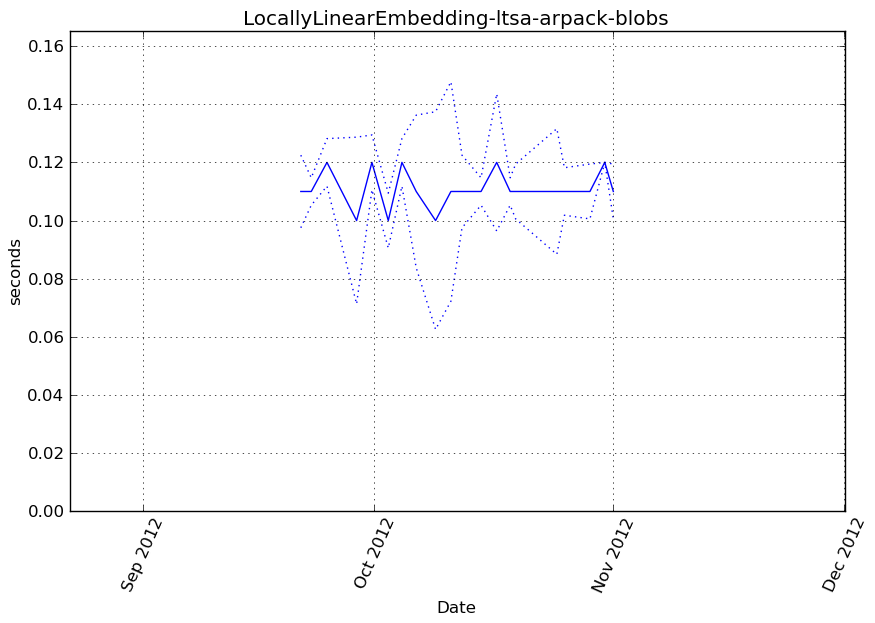 LocallyLinearEmbedding-ltsa-arpack-blobs
0.16
0.14
0.12
0.10
0.08
0.06
0.04
0.02
0.00
seconds
Sep 2012
Oct 2012
Nov 2012
Dec 2012
Date